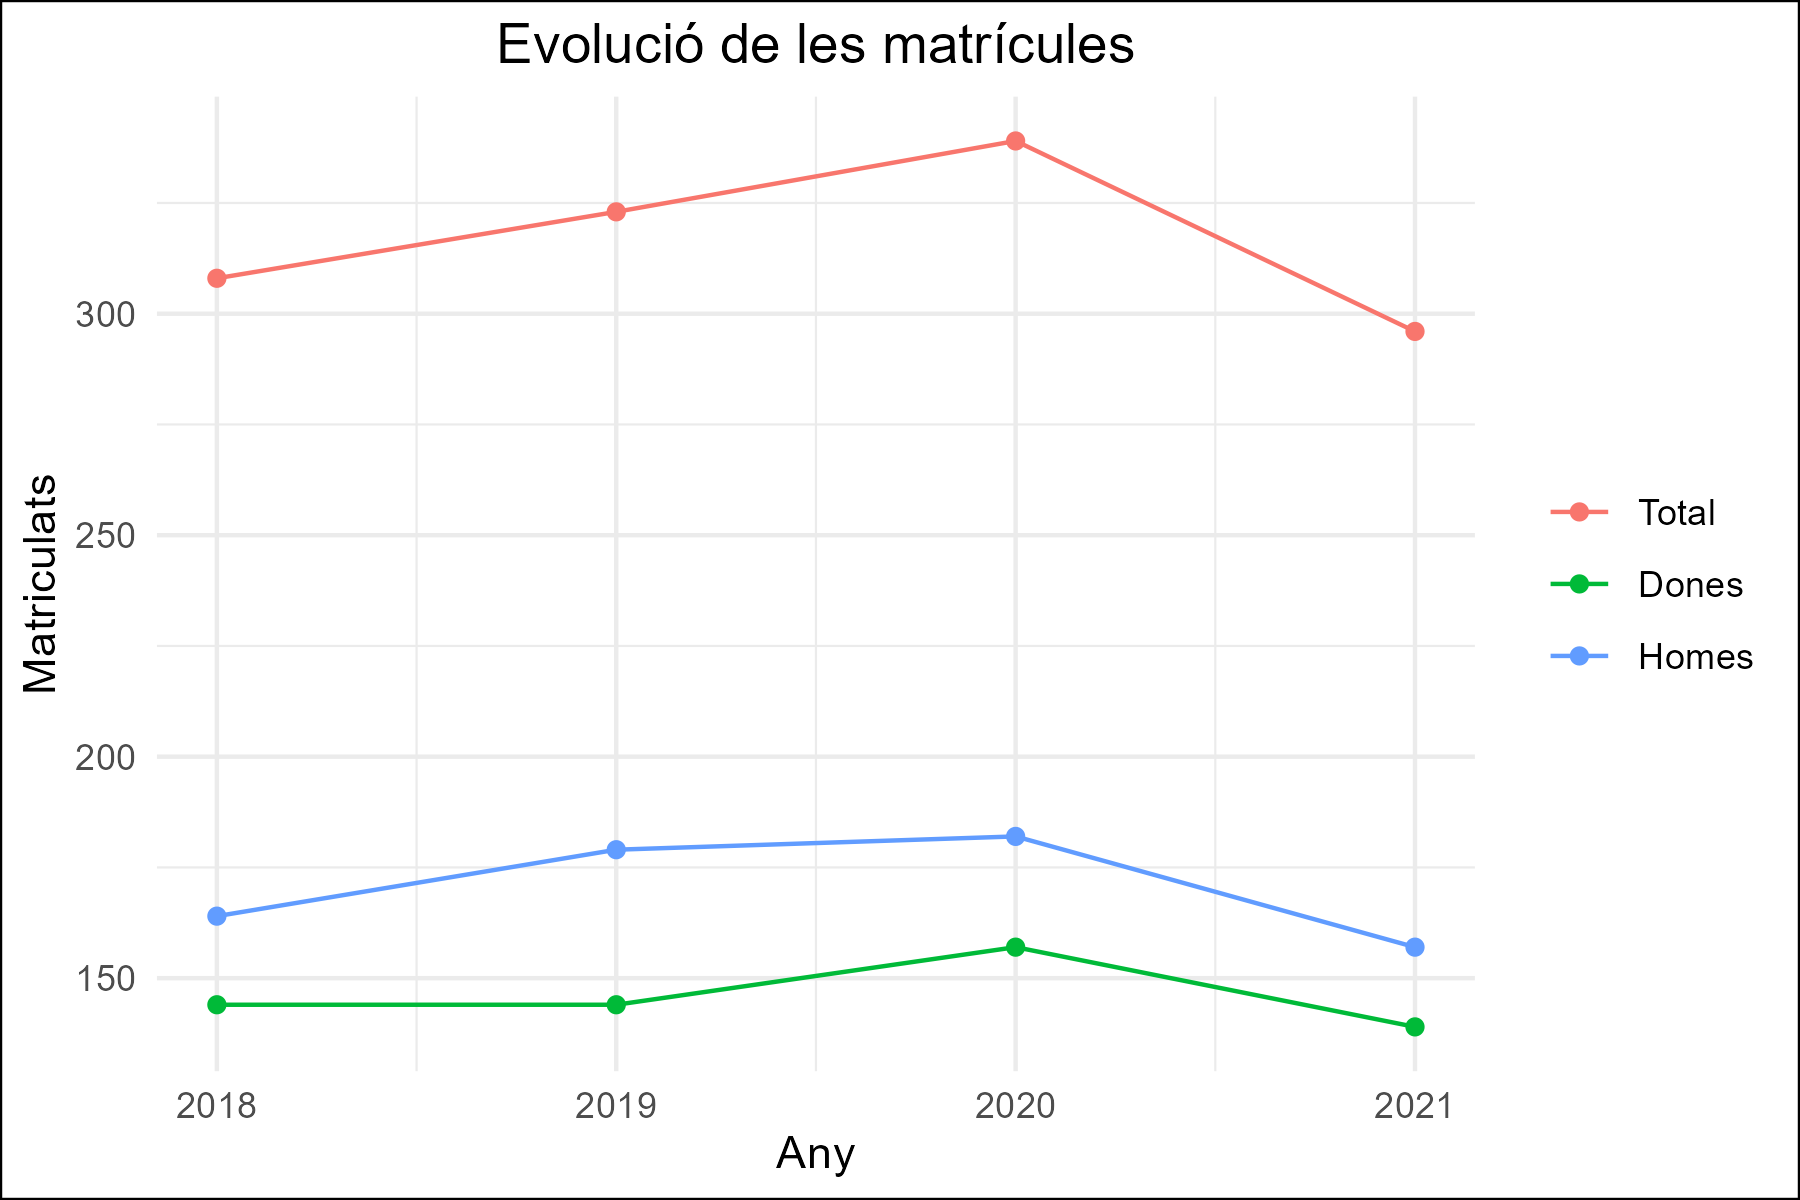 Evolució de les matrícules
Matriculats
300
250
200
150
2018 2019 2020 2021
Any
Total
Dones
Homes